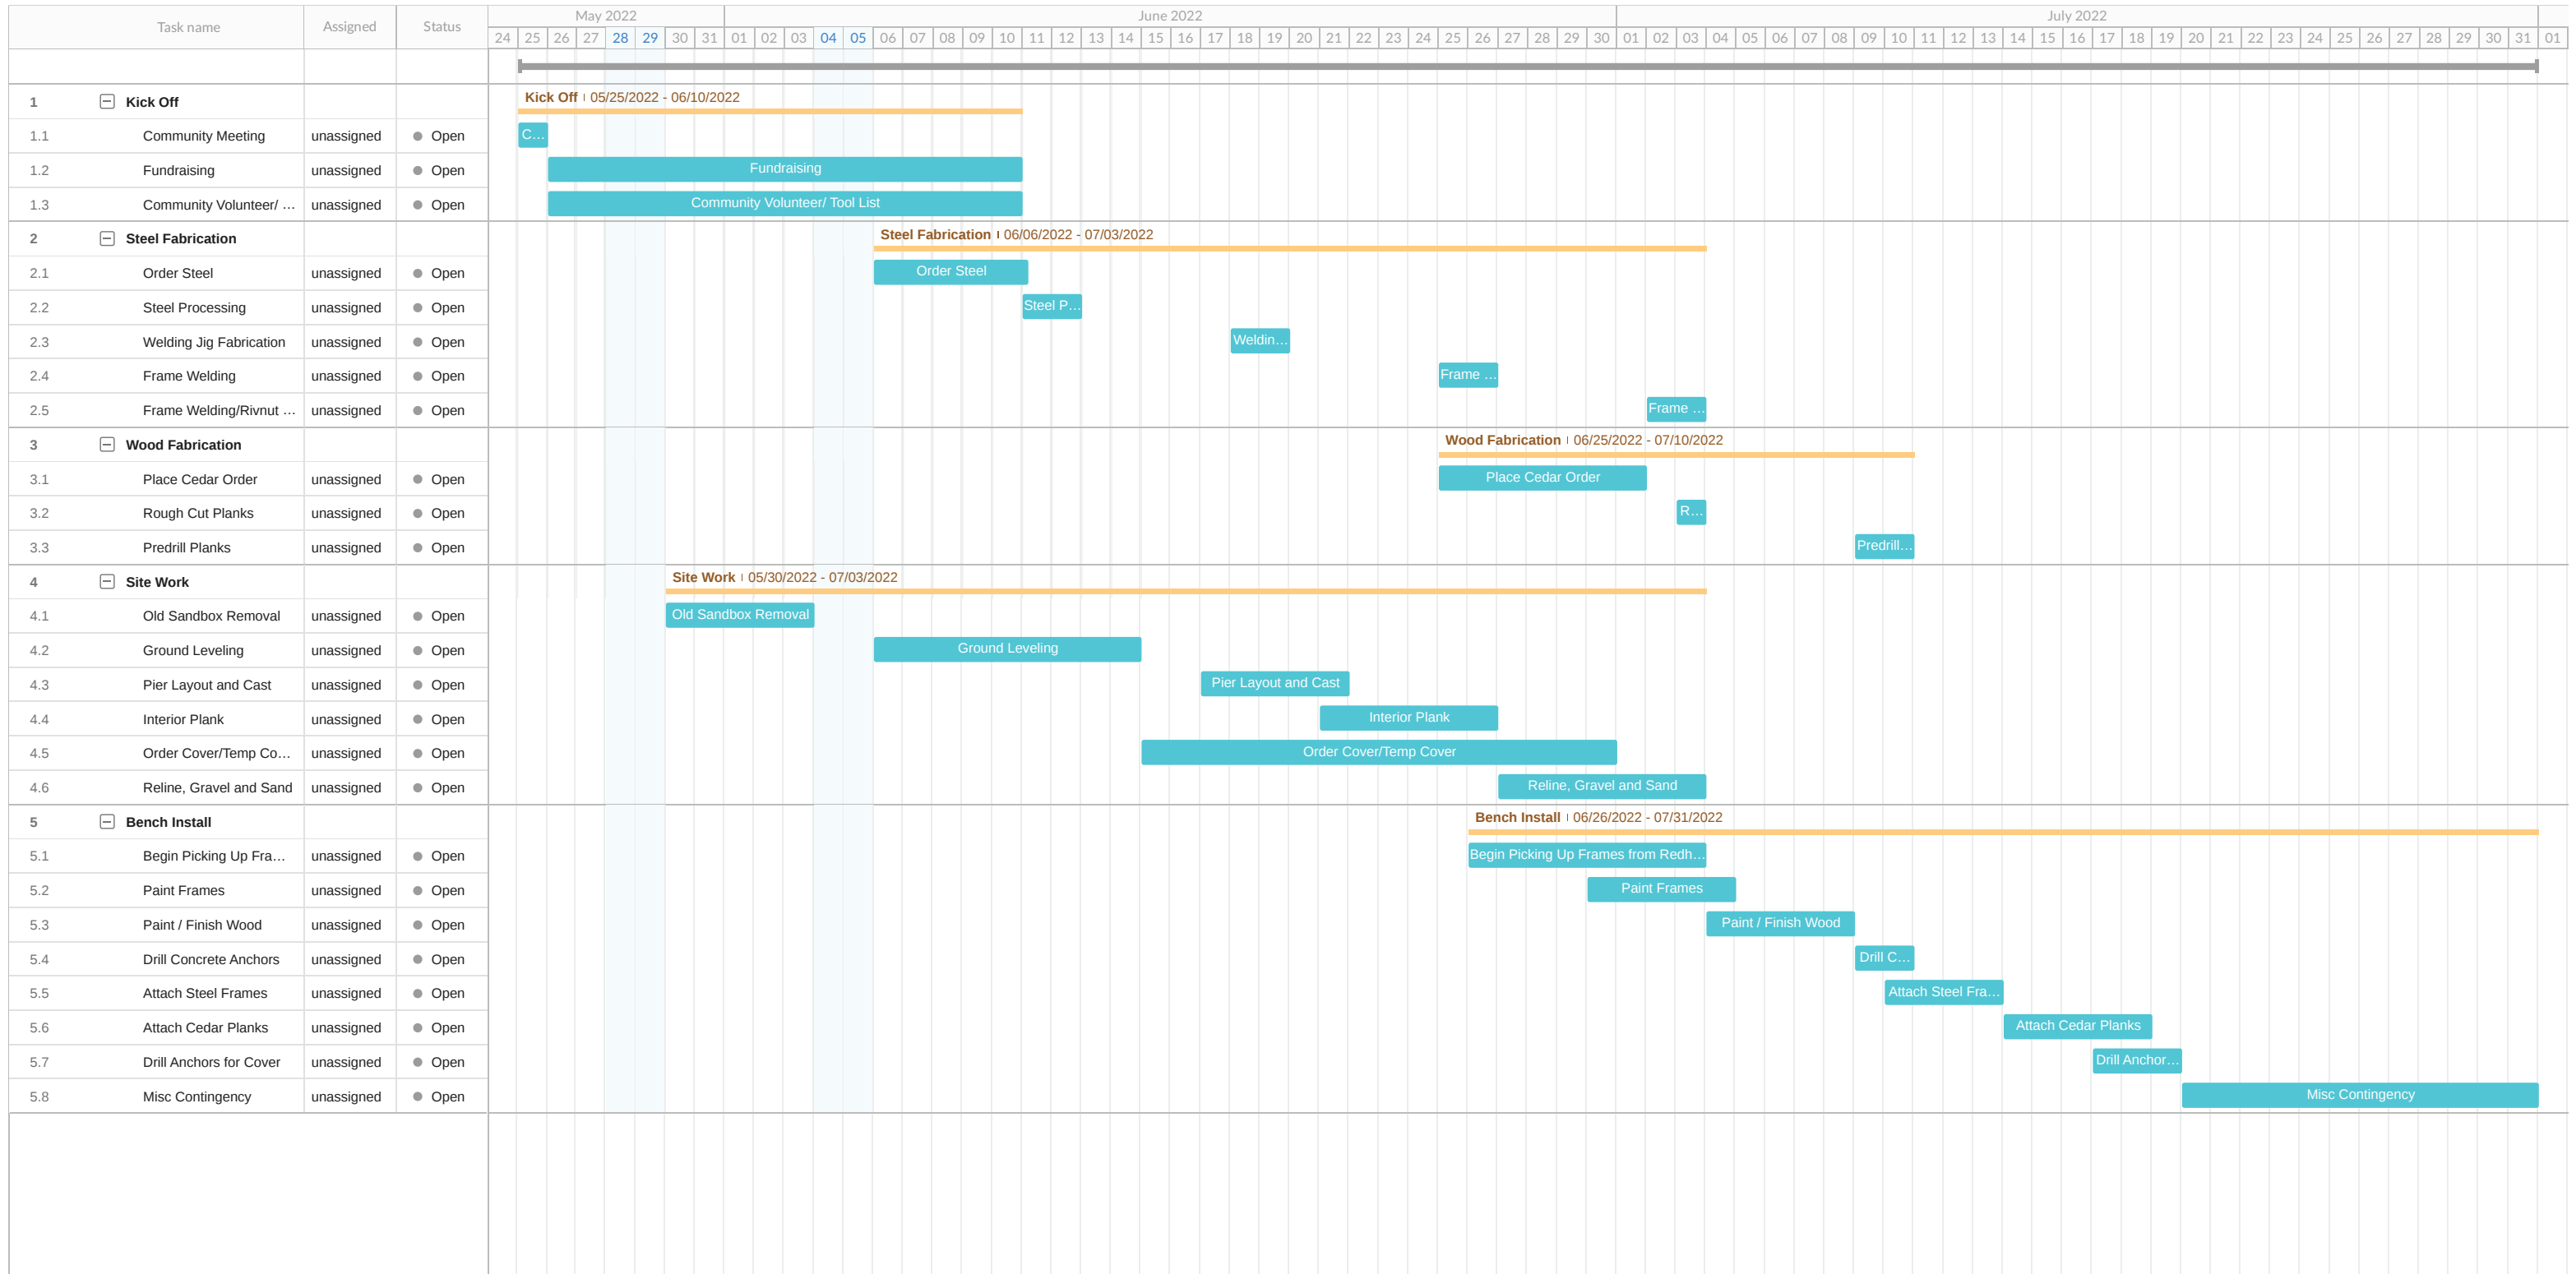 Task name Assigned Status May 2022 June 2022 July 2022
24 25 26 27 28 29 30 31 01 02 03 04 05 06 07 08 09 10 11 12 13 14 15 16 17 18 19 20 21 22 23 24 25 26 27 28 29 30 01 02 03 04 05 06 07 08 09 10 11 12 13 14 15 16 17 18 19 20 21 22 23 24 25 26 27 28 29 30 31 01
1 Kick Off Kick Off 05/25/2022 - 06/10/2022
1.1 Community Meeting unassigned Open C...
1.2 Fundraising unassigned Open Fundraising
1.3 Community Volunteer/ ... unassigned Open Community Volunteer/ Tool List
2 Steel Fabrication Steel Fabrication 06/06/2022 - 07/03/2022
2.1 Order Steel unassigned Open Order Steel
2.2 Steel Processing unassigned Open Steel P...
2.3 Welding Jig Fabrication unassigned Open Weldin...
2.4 Frame Welding unassigned Open Frame ...
2.5 Frame Welding/Rivnut ... unassigned Open Frame ...
3 Wood Fabrication Wood Fabrication 06/25/2022 - 07/10/2022
3.1 Place Cedar Order unassigned Open Place Cedar Order
3.2 Rough Cut Planks unassigned Open R...
3.3 Predrill Planks unassigned Open Predrill...
4 Site Work Site Work 05/30/2022 - 07/03/2022
4.1 Old Sandbox Removal unassigned Open Old Sandbox Removal
4.2 Ground Leveling unassigned Open Ground Leveling
4.3 Pier Layout and Cast unassigned Open Pier Layout and Cast
4.4 Interior Plank unassigned Open Interior Plank
4.5 Order Cover/Temp Co... unassigned Open Order Cover/Temp Cover
4.6 Reline, Gravel and Sand unassigned Open Reline, Gravel and Sand
5 Bench Install Bench Install 06/26/2022 - 07/31/2022
5.1 Begin Picking Up Fra... unassigned Open Begin Picking Up Frames from Redh...
5.2 Paint Frames unassigned Open Paint Frames
5.3 Paint / Finish Wood unassigned Open Paint / Finish Wood
5.4 Drill Concrete Anchors unassigned Open Drill C...
5.5 Attach Steel Frames unassigned Open Attach Steel Fra...
5.6 Attach Cedar Planks unassigned Open Attach Cedar Planks
5.7 Drill Anchors for Cover unassigned Open Drill Anchor...
5.8 Misc Contingency unassigned Open Misc Contingency